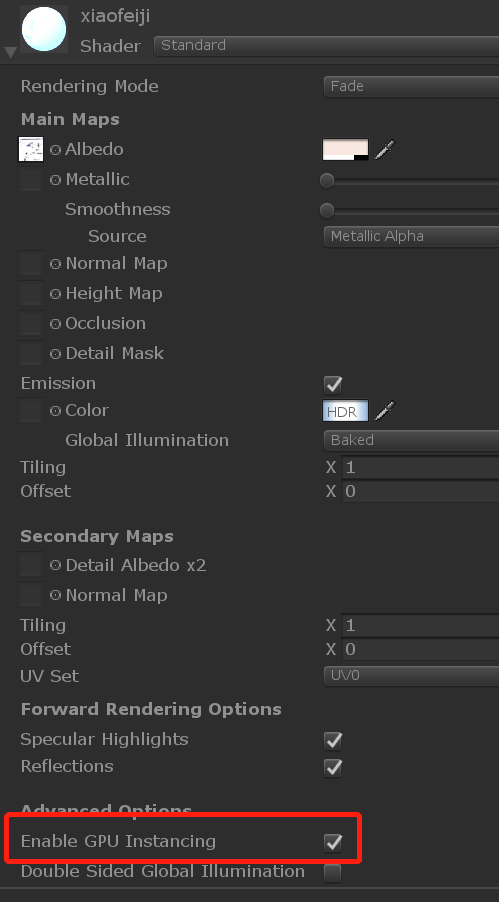 xiaofeiji
Shader Standard
Rendering Mode Fade
Main Maps
Albedo
Metallic
Smoothness
Source Metallic Alpha
Normal Map
Height Map
Occlusion
Detail Mask
Emission
Color HDR
Global Illumination Baked
Tiling X 1
Offset X 0
Secondary Maps
Detail Albedo x2
Normal Map
Tiling X 1
Offset X 0
UV Set UV0
Forward Rendering Options
Specular Highlights
Reflections
Advanced Options
Enable GPU Instancing
Double Sided Global Illumination